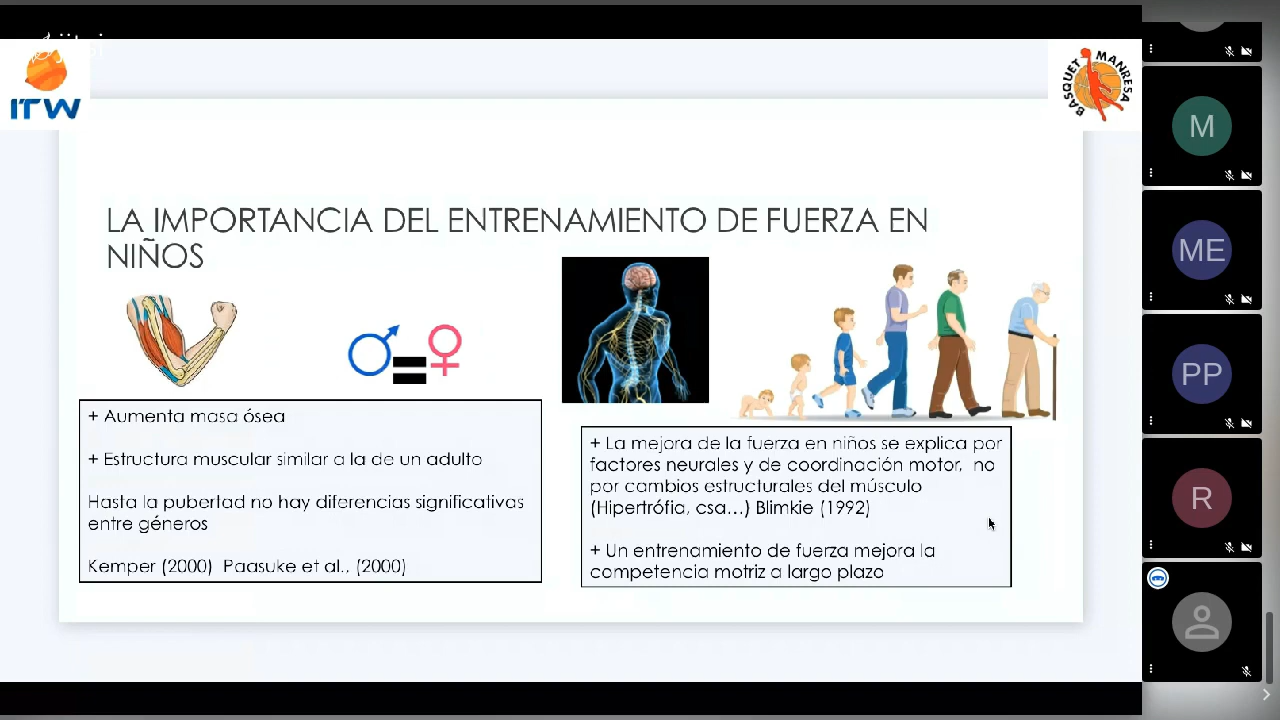 ITW
BASQUET MANRESA
LA IMPORTANCIA DEL ENTRENAMIENTO DE FUERZA EN
NIÑOS
+ Aumenta masa ósea
+ Estructura muscular similar a la de un adulto
Hasta la pubertad no hay diferencias significativas
entre géneros
Kemper (2000) Paasuke et al., (2000)
+ La mejora de la fuerza en niños se explica por
factores neurales y de coordinación motor, no
por cambios estructurales del músculo
(Hipertrófia, csa...) Blimkie (1992)
+ Un entrenamiento de fuerza mejora la
competencia motriz a largo plazo
M
ME
PP
R